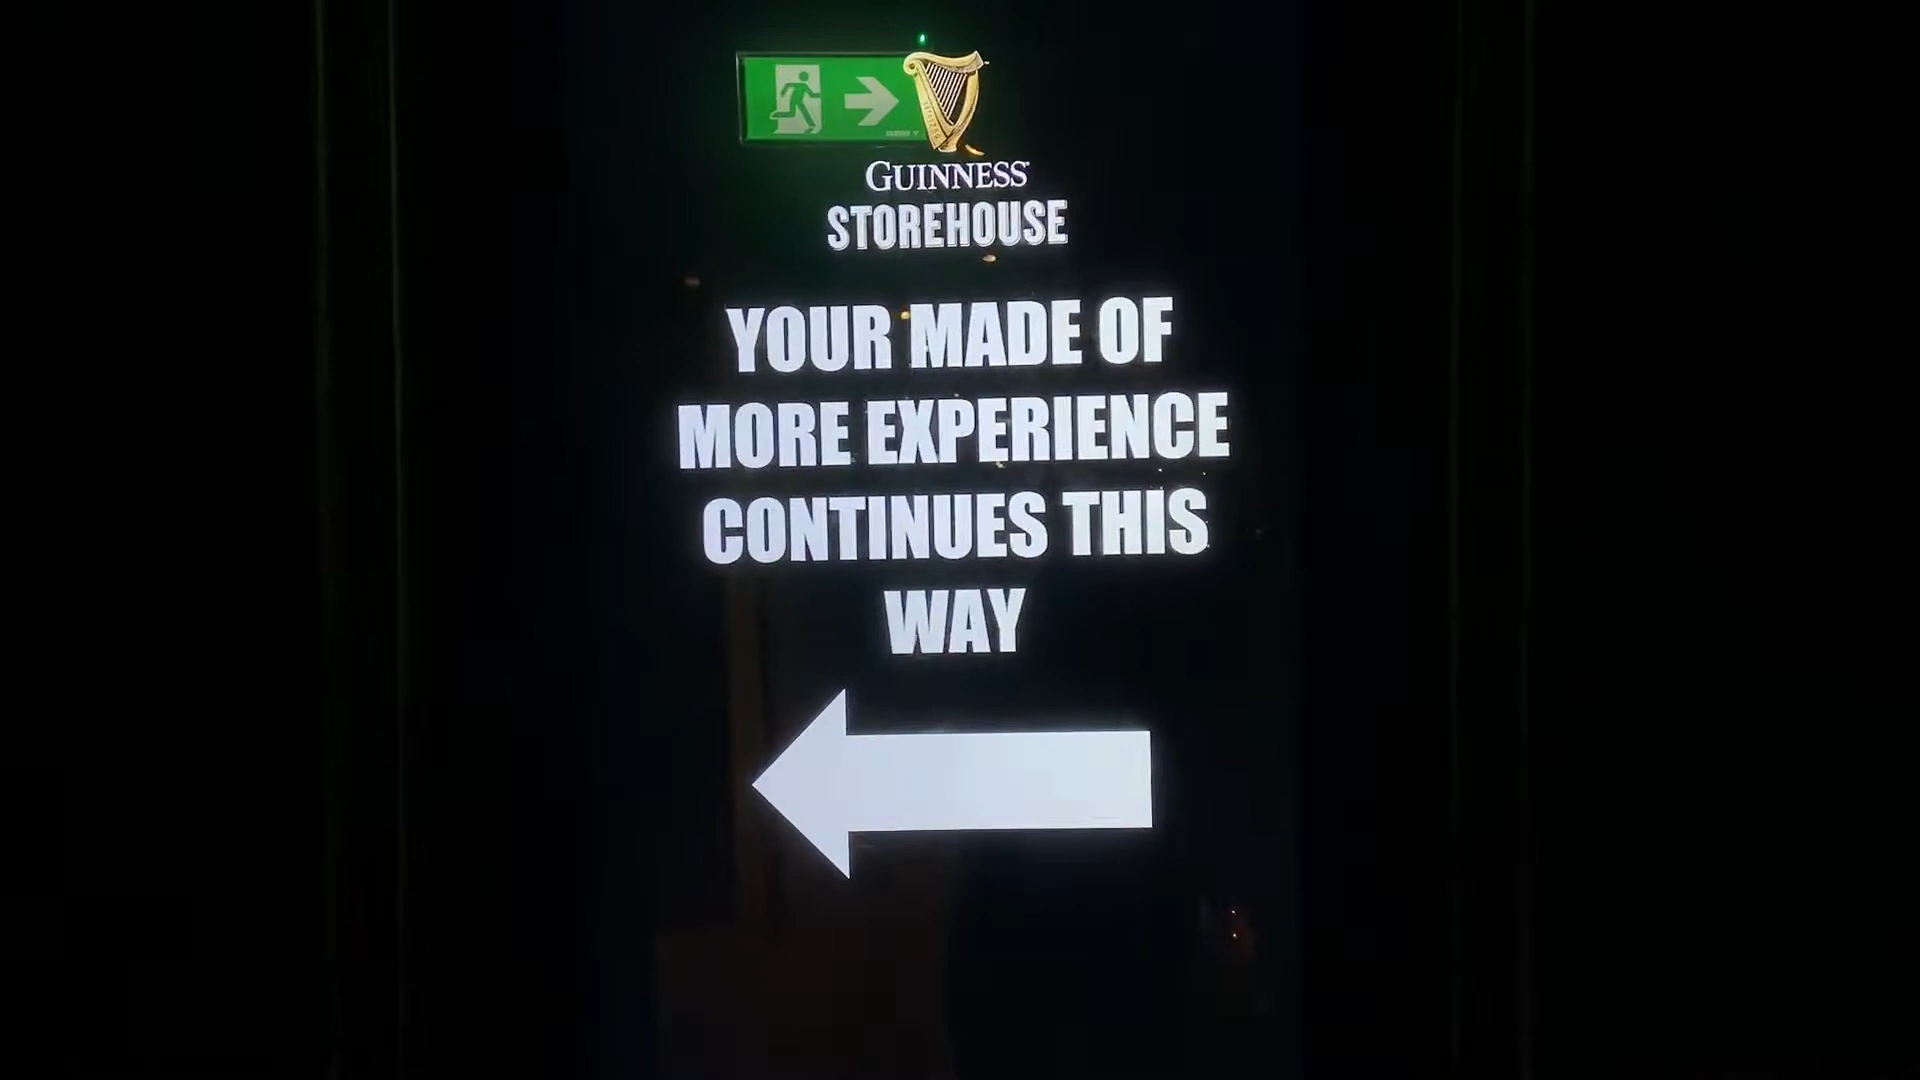 GUINNESS
STOREHOUSE
YOUR MADE OF
MORE EXPERIENCE
CONTINUES THIS
WAY